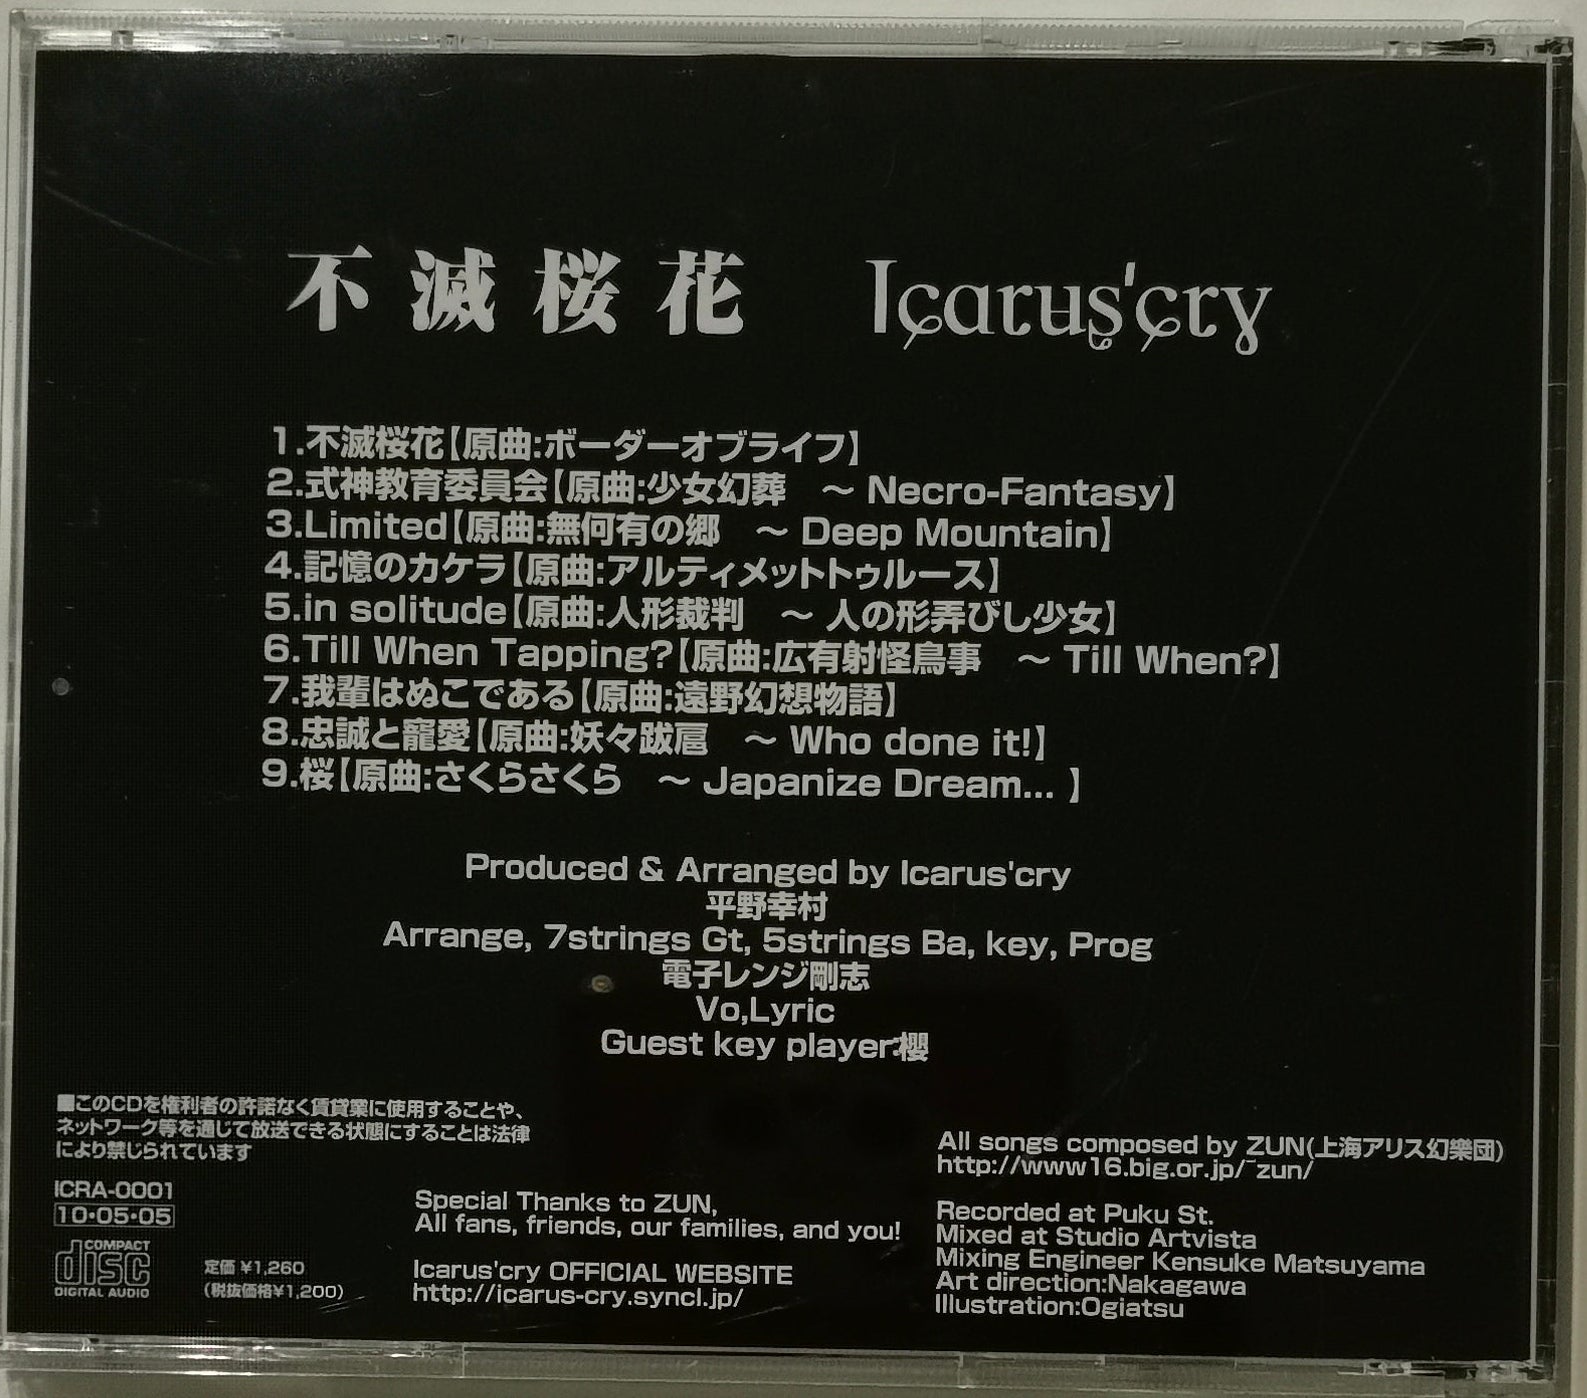 不滅桜花 Icarus'cry
1.不滅桜花【原曲:ボーダーオブライフ】
2.式神教育委員会【原曲:少女幻葬　～ Necro-Fantasy】
3.Limited【原曲:無何有の郷　～ Deep Mountain】
4.記憶のカケラ【原曲:アルティメットトゥルース】
5.in solitude【原曲:人形裁判　～ 人の形弄びし少女】
6.Till When Tapping?【原曲:広有射怪鳥事　～ Till When?】
7.我輩はぬこである【原曲:遠野幻想物語】
8.忠誠と寵愛【原曲:妖々跋扈　～ Who done it!】
9.桜【原曲:さくらさくら　～ Japanize Dream... 】
Produced & Arranged by Icarus'cry
平野幸村
Arrange, 7strings Gt, 5strings Ba, key, Prog
電子レンジ剛志
Vo,Lyric
Guest key player:櫻
■このCDを権利者の許諾なく賃貸業に使用することや、
ネットワーク等を通じて放送できる状態にすることは法律
により禁じられています
ICRA-0001
10・05・05
COMPACT
disc
DIGITAL AUDIO
定価 ¥1,260
(税抜価格¥1,200)
Special Thanks to ZUN,
All fans, friends, our families, and you!
Icarus'cry OFFICIAL WEBSITE
http://icarus-cry.syncl.jp/
All songs composed by ZUN(上海アリス幻樂団)
http://www16.big.or.jp/~zun/
Recorded at Puku St.
Mixed at Studio Artvista
Mixing Engineer Kensuke Matsuyama
Art direction:Nakagawa
Illustration:Ogiatsu